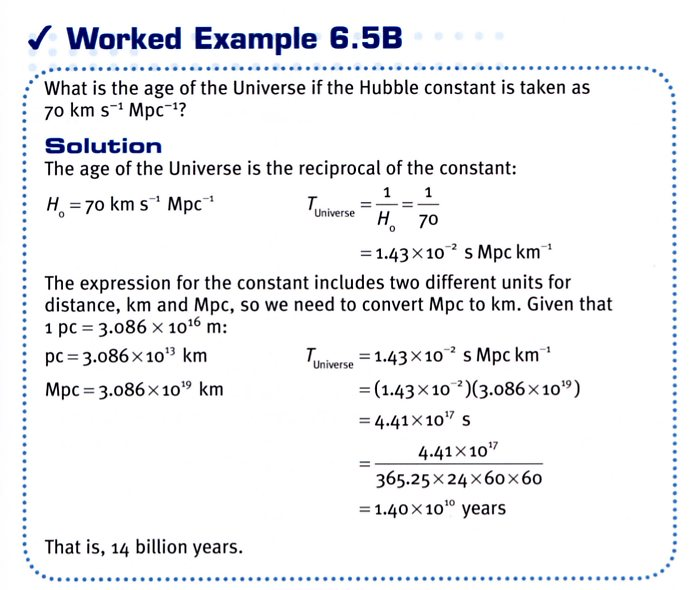 ✓ Worked Example 6.5B
What is the age of the Universe if the Hubble constant is taken as
70 km s⁻¹ Mpc⁻¹?
Solution
The age of the Universe is the reciprocal of the constant:
H₀ = 70 km s⁻¹ Mpc⁻¹
T_Universe = 1/H₀ = 1/70
= 1.43 × 10⁻² s Mpc km⁻¹
The expression for the constant includes two different units for
distance, km and Mpc, so we need to convert Mpc to km. Given that
1 pc = 3.086 × 10¹⁶ m:
pc = 3.086 × 10¹³ km
Mpc = 3.086 × 10¹⁹ km
T_Universe = 1.43 × 10⁻² s Mpc km⁻¹
= (1.43 × 10⁻²)(3.086 × 10¹⁹)
= 4.41 × 10¹⁷ s
= 4.41 × 10¹⁷ / 365.25 × 24 × 60 × 60
= 1.40 × 10¹⁰ years
That is, 14 billion years.